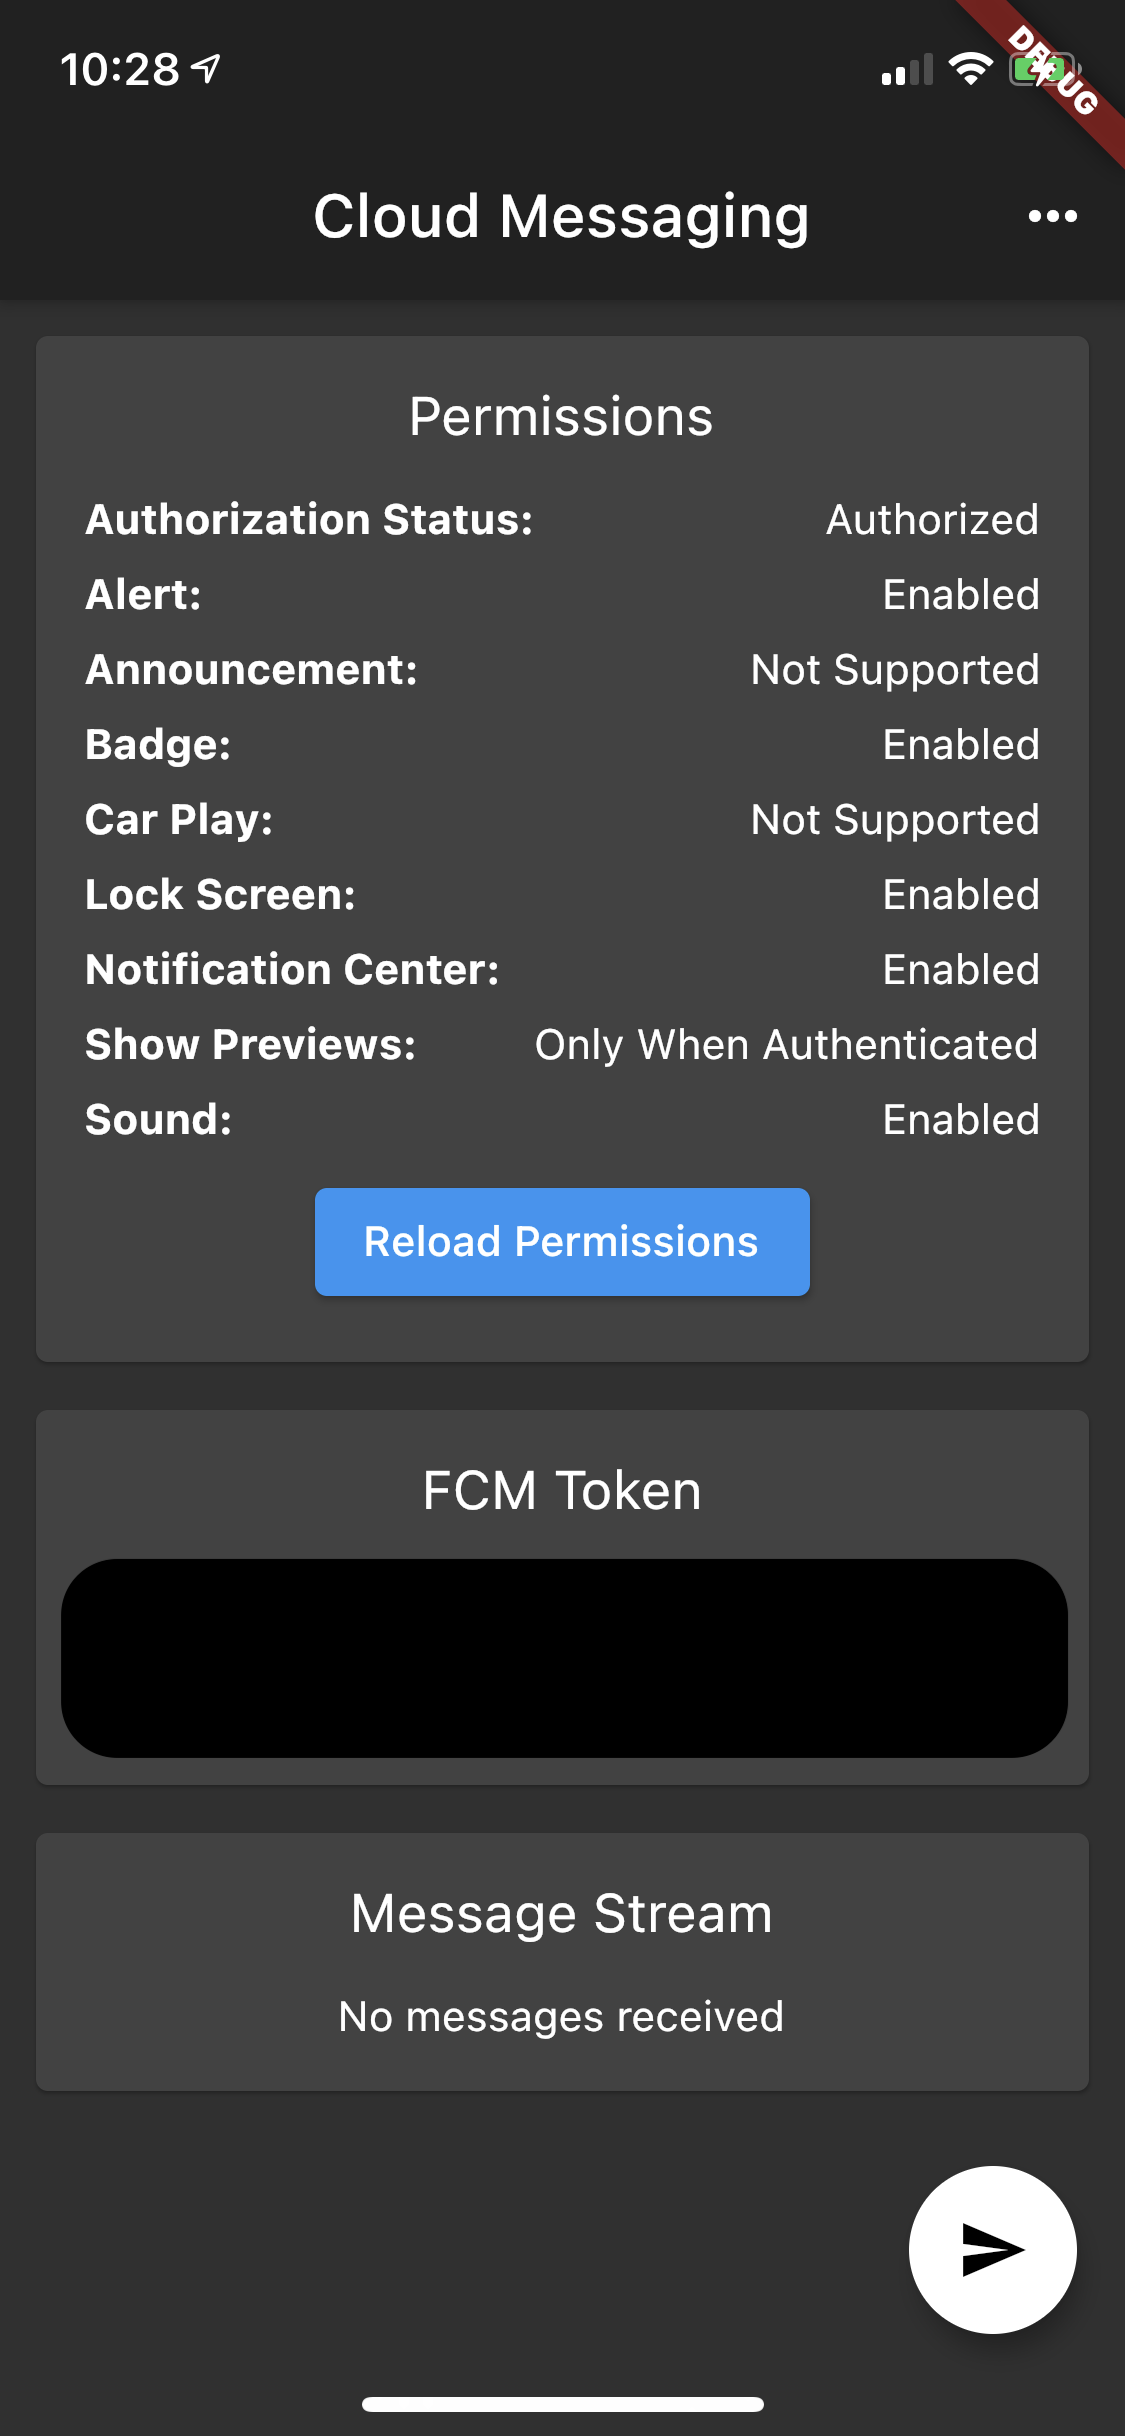 10:28
DEBUG
Cloud Messaging
Permissions
Authorization Status: Authorized
Alert: Enabled
Announcement: Not Supported
Badge: Enabled
Car Play: Not Supported
Lock Screen: Enabled
Notification Center: Enabled
Show Previews: Only When Authenticated
Sound: Enabled
Reload Permissions
FCM Token
Message Stream
No messages received